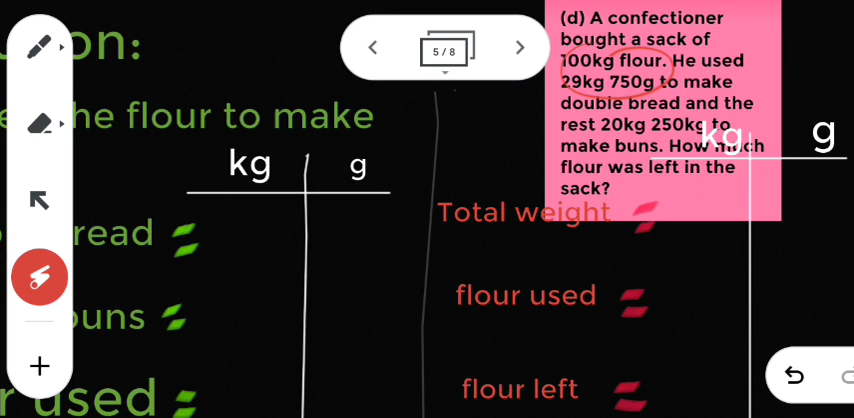 on:
he flour to make
kg g
read =
buns =
r used =
5 / 8
(d) A confectioner
bought a sack of
100kg flour. He used
29kg 750g to make
double bread and the
rest 20kg 250kg to
make buns. How much
flour was left in the
sack?
kg g
Total weight =
flour used =
flour left =